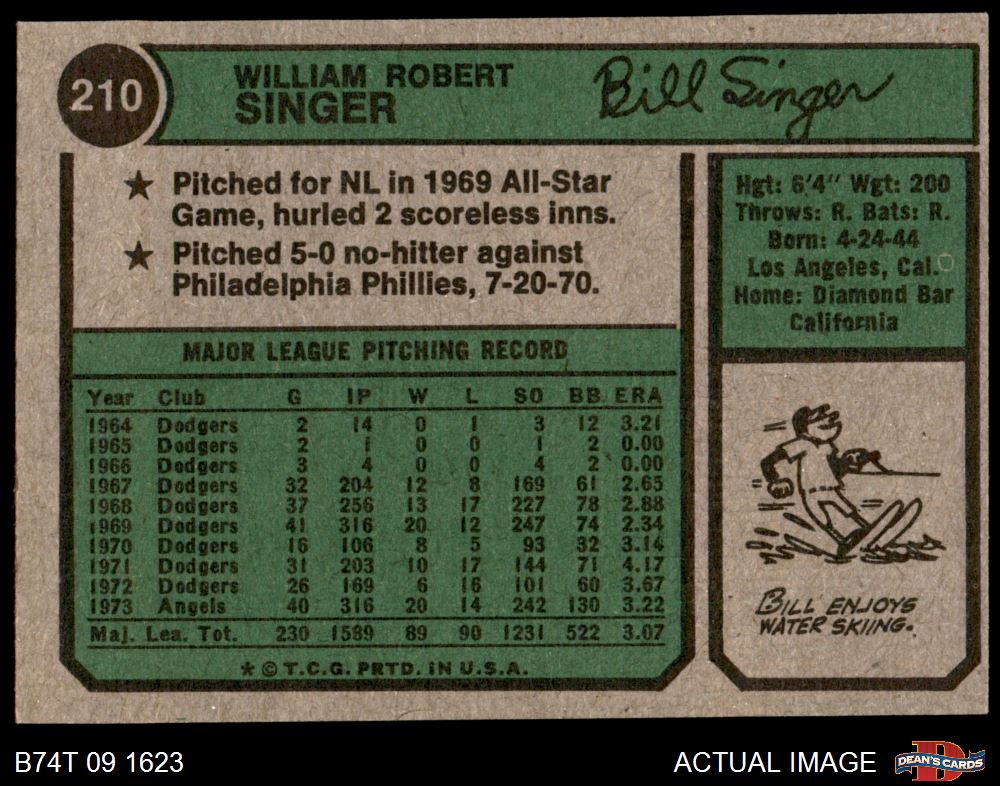 210
WILLIAM ROBERT
SINGER
Bill Singer
★ Pitched for NL in 1969 All-Star
Game, hurled 2 scoreless inns.
★ Pitched 5-0 no-hitter against
Philadelphia Phillies, 7-20-70.
Hgt: 6'4" Wgt: 200
Throws: R. Bats: R.
Born: 4-24-44
Los Angeles, Cal.
Home: Diamond Bar
California
MAJOR LEAGUE PITCHING RECORD
Year Club G IP W L SO BB ERA
1964 Dodgers 2 14 0 1 3 12 3.21
1965 Dodgers 2 1 0 0 1 2 0.00
1966 Dodgers 3 4 0 0 4 2 0.00
1967 Dodgers 32 204 12 8 169 61 2.65
1968 Dodgers 37 256 13 17 227 78 2.88
1969 Dodgers 41 316 20 12 247 74 2.34
1970 Dodgers 16 106 8 5 93 32 3.14
1971 Dodgers 31 203 10 17 144 71 4.17
1972 Dodgers 26 169 6 16 101 60 3.67
1973 Angels 40 316 20 14 242 130 3.22
Maj. Lea. Tot. 230 1589 89 90 1231 522 3.07
* © T.C.G. PRTD. IN U.S.A.
BILL ENJOYS
WATER SKIING.
B74T 09 1623
ACTUAL IMAGE
D
DEAN'S CARDS